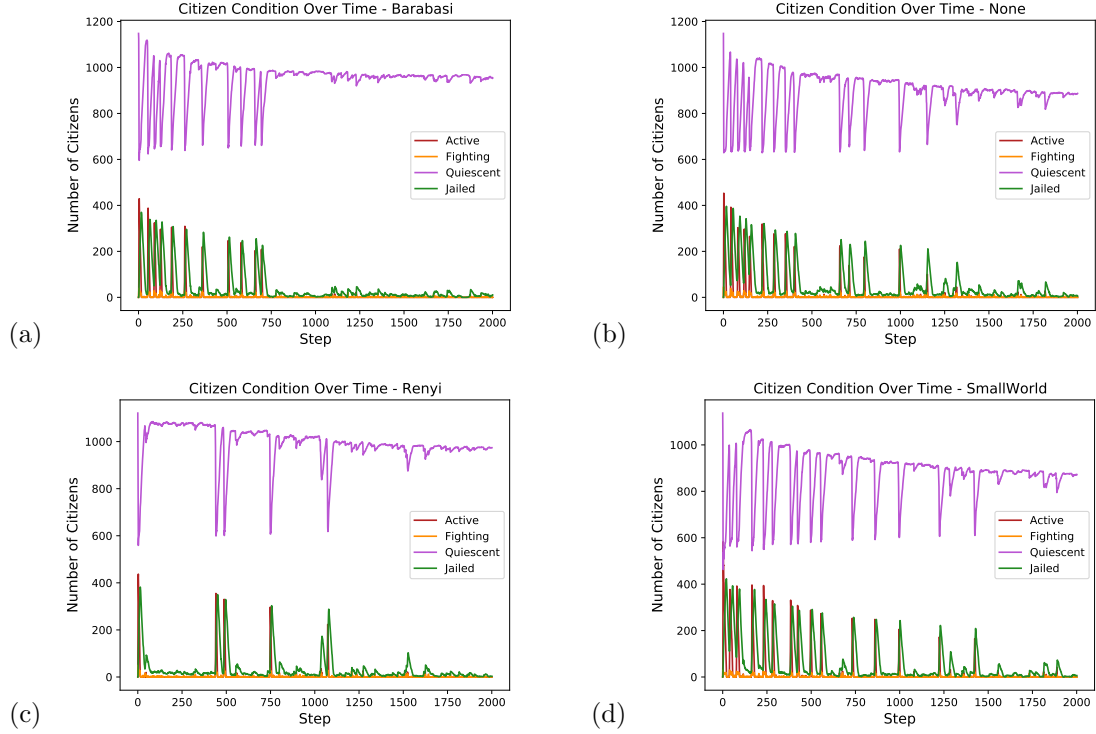 Citizen Condition Over Time - Barabasi
Number of Citizens
1200
1000
800
600
400
200
0
Active
Fighting
Quiescent
Jailed
0 250 500 750 1000 1250 1500 1750 2000
Step
(a)
Citizen Condition Over Time - None
Number of Citizens
1200
1000
800
600
400
200
0
Active
Fighting
Quiescent
Jailed
0 250 500 750 1000 1250 1500 1750 2000
Step
(b)
Citizen Condition Over Time - Renyi
Number of Citizens
1000
800
600
400
200
0
Active
Fighting
Quiescent
Jailed
0 250 500 750 1000 1250 1500 1750 2000
Step
(c)
Citizen Condition Over Time - SmallWorld
Number of Citizens
1000
800
600
400
200
0
Active
Fighting
Quiescent
Jailed
0 250 500 750 1000 1250 1500 1750 2000
Step
(d)